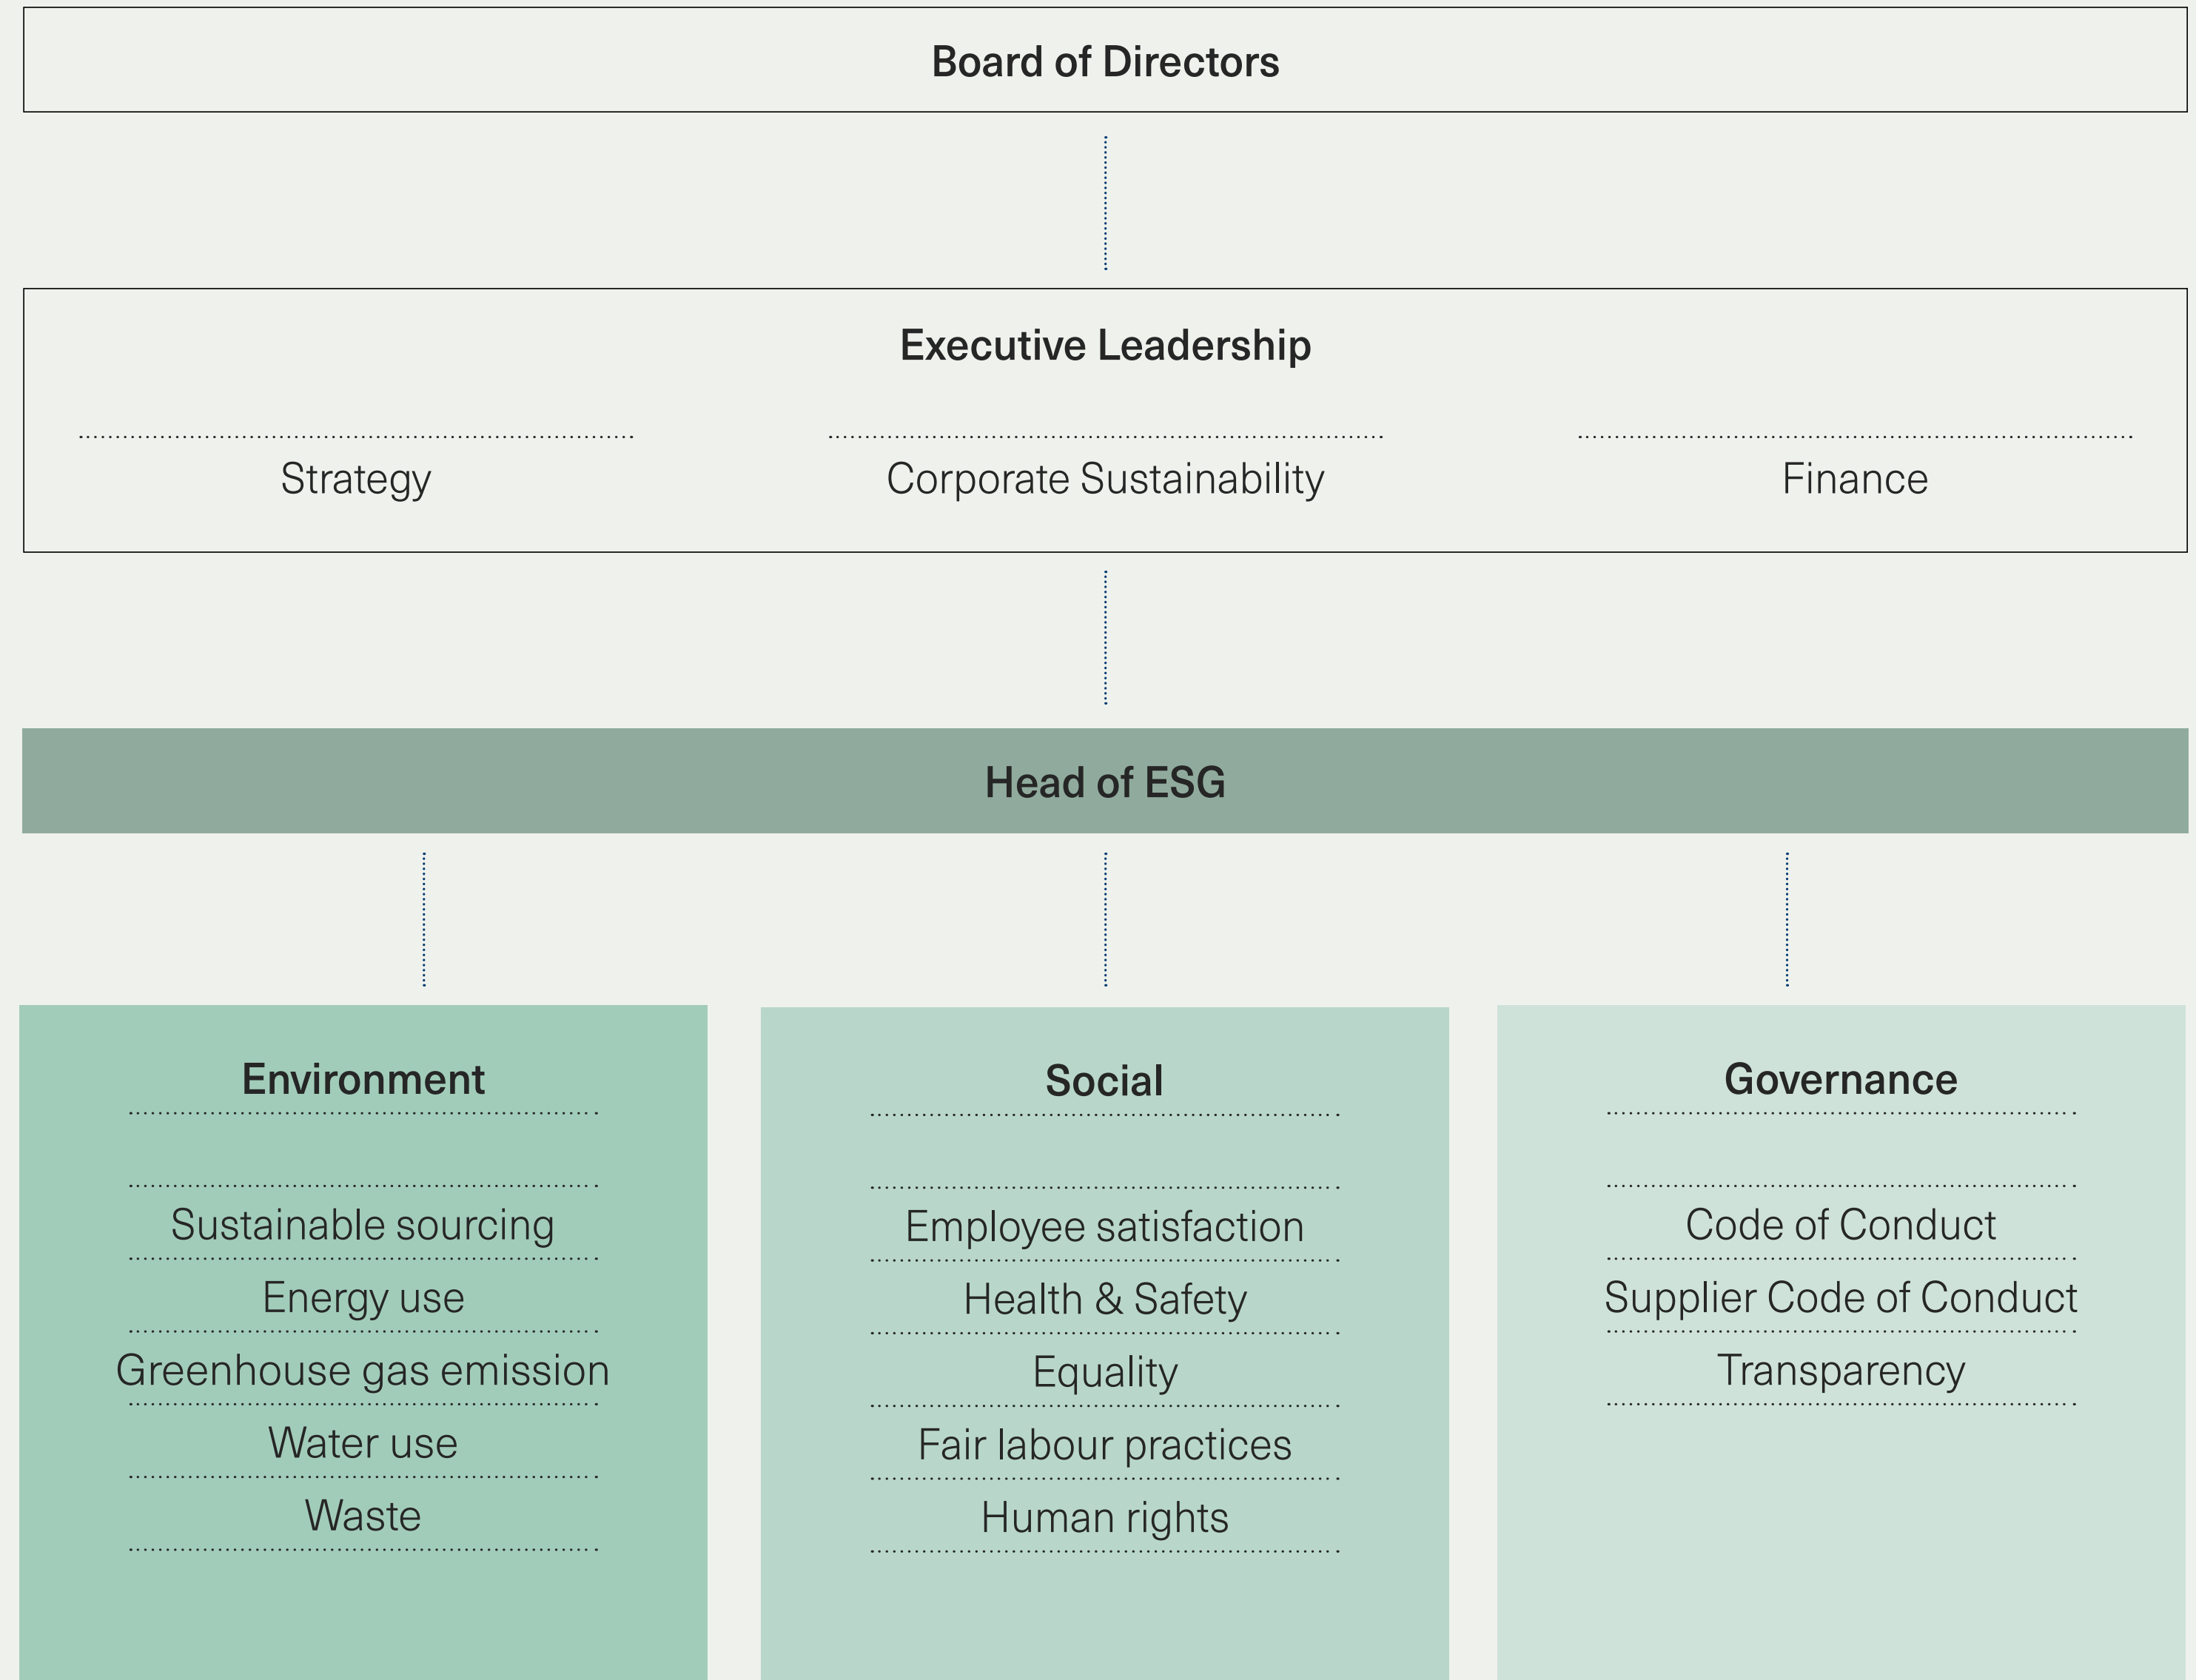 Board of Directors
Executive Leadership
Strategy
Corporate Sustainability
Finance
Head of ESG
Environment
Sustainable sourcing
Energy use
Greenhouse gas emission
Water use
Waste
Social
Employee satisfaction
Health & Safety
Equality
Fair labour practices
Human rights
Governance
Code of Conduct
Supplier Code of Conduct
Transparency